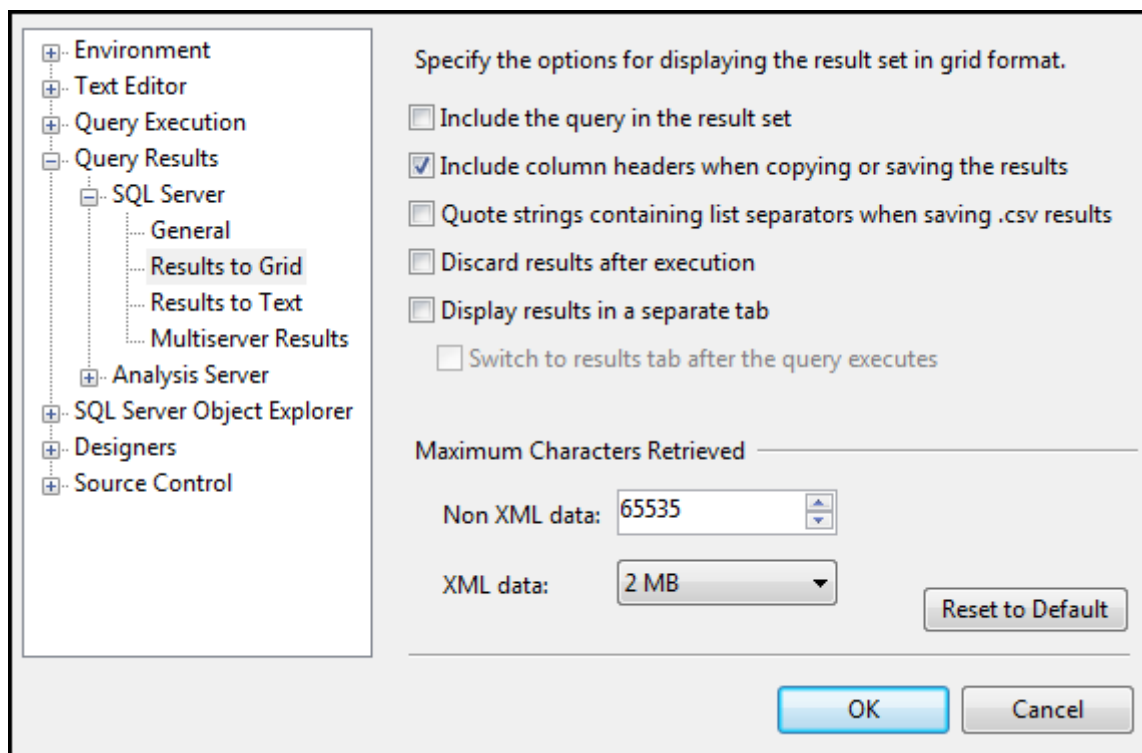 Environment
Text Editor
Query Execution
Query Results
SQL Server
General
Results to Grid
Results to Text
Multiserver Results
Analysis Server
SQL Server Object Explorer
Designers
Source Control
Specify the options for displaying the result set in grid format.
Include the query in the result set
Include column headers when copying or saving the results
Quote strings containing list separators when saving .csv results
Discard results after execution
Display results in a separate tab
Switch to results tab after the query executes
Maximum Characters Retrieved
Non XML data: 65535
XML data: 2 MB
Reset to Default
OK Cancel